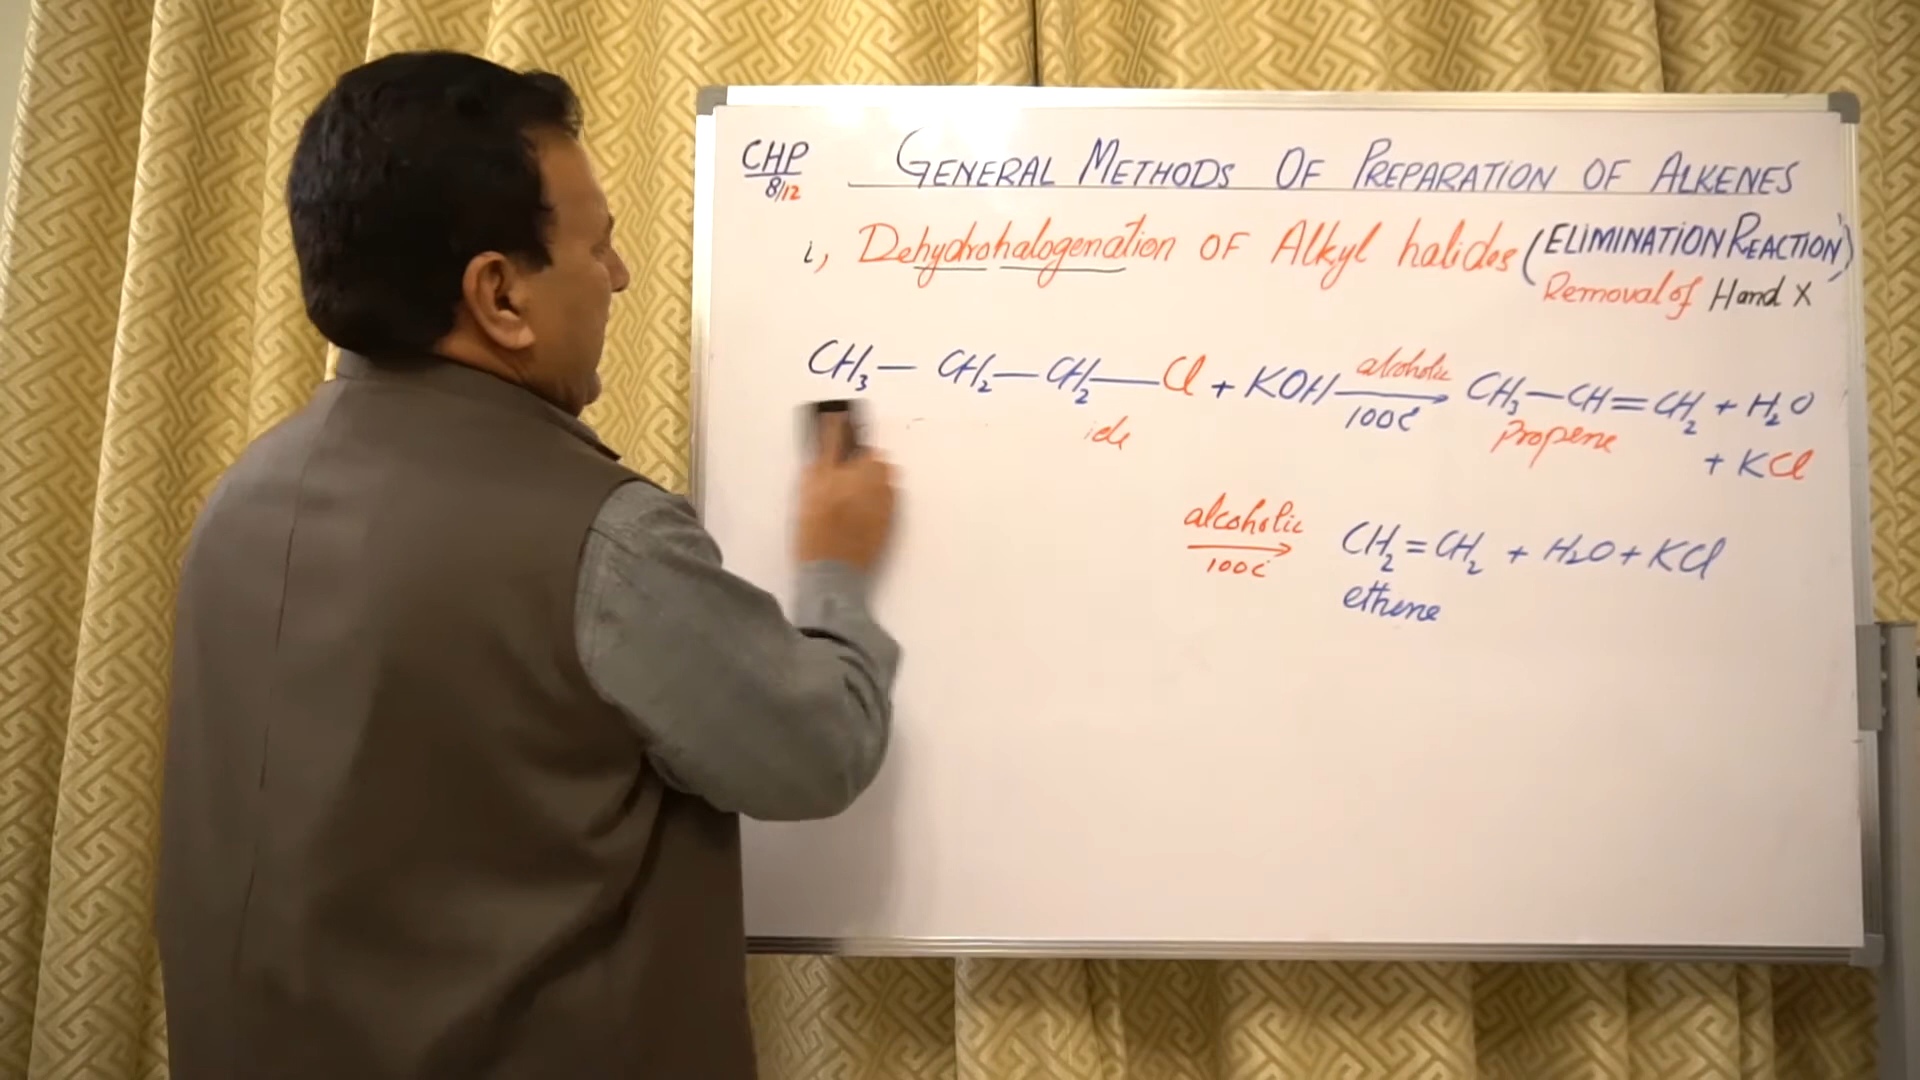 CHP
8/12
GENERAL METHODS OF PREPARATION OF ALKENES
i, Dehydrohalogenation OF Alkyl halides (ELIMINATION REACTION)
Removal of H and X
CH₃— CH₂—CH₂—Cl + KOH alcoholic 100C CH₃—CH=CH₂ + H₂O
ide Propene
+ KCl
alcoholic 100C CH₂=CH₂ + H₂O + KCl
ethene